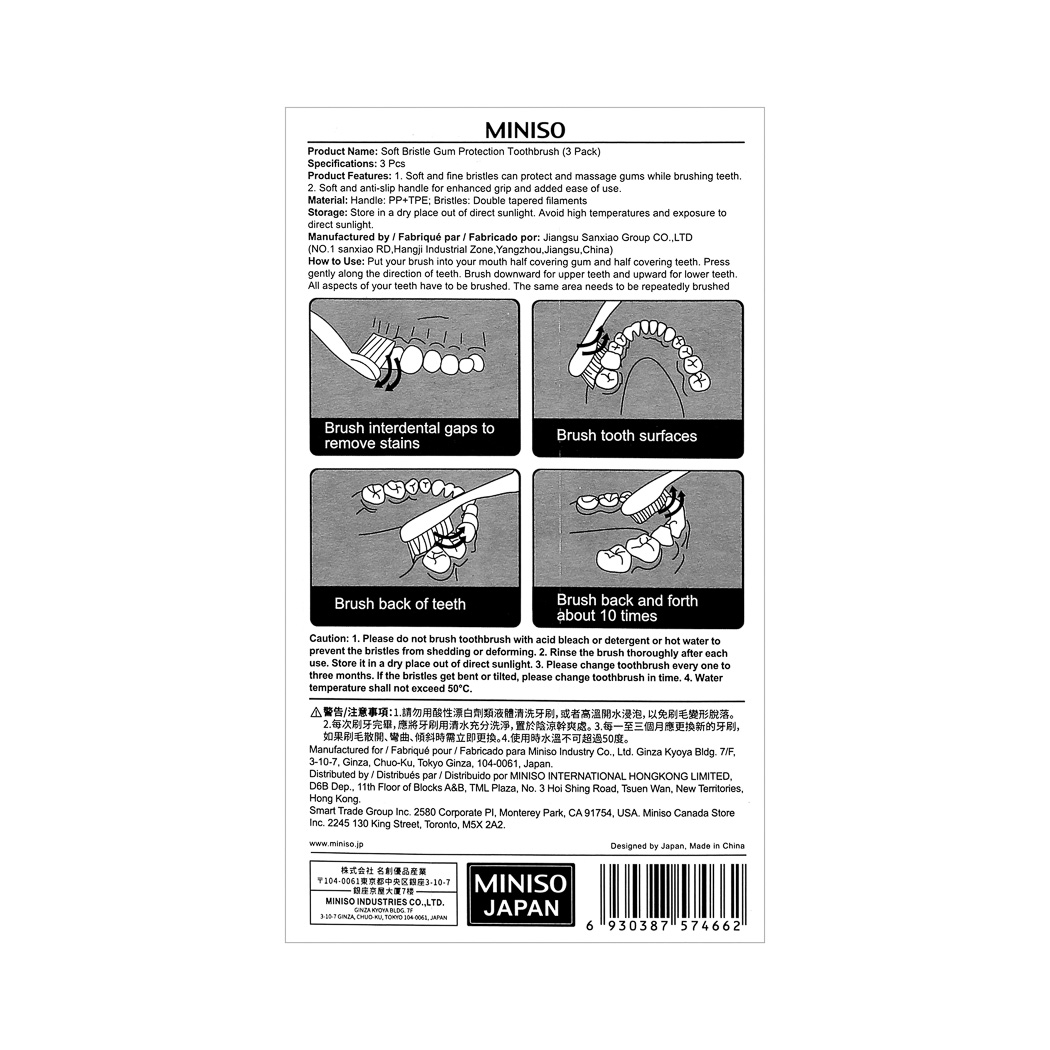 MINISO
Product Name: Soft Bristle Gum Protection Toothbrush (3 Pack)
Specifications: 3 Pcs
Product Features: 1. Soft and fine bristles can protect and massage gums while brushing teeth.
2. Soft and anti-slip handle for enhanced grip and added ease of use.
Material: Handle: PP+TPE; Bristles: Double tapered filaments
Storage: Store in a dry place out of direct sunlight. Avoid high temperatures and exposure to
direct sunlight.
Manufactured by / Fabriqué par / Fabricado por: Jiangsu Sanxiao Group CO.,LTD
(NO.1 sanxiao RD,Hangji Industrial Zone,Yangzhou,Jiangsu,China)
How to Use: Put your brush into your mouth half covering gum and half covering teeth. Press
gently along the direction of teeth. Brush downward for upper teeth and upward for lower teeth.
All aspects of your teeth have to be brushed. The same area needs to be repeatedly brushed
Brush interdental gaps to
remove stains
Brush tooth surfaces
Brush back of teeth
Brush back and forth
about 10 times
Caution: 1. Please do not brush toothbrush with acid bleach or detergent or hot water to
prevent the bristles from shedding or deforming. 2. Rinse the brush thoroughly after each
use. Store it in a dry place out of direct sunlight. 3. Please change toothbrush every one to
three months. If the bristles get bent or tilted, please change toothbrush in time. 4. Water
temperature shall not exceed 50°C.
⚠警告/注意事項:1.請勿用酸性漂白劑類液體清洗牙刷,或者高溫開水浸泡,以免刷毛變形脫落。
2.每次刷牙完畢,應將牙刷用清水充分洗淨,置於陰涼幹爽處。3.每一至三個月應更換新的牙刷,
如果刷毛散開、彎曲、傾斜時需立即更換。4.使用時水溫不可超過50度。
Manufactured for / Fabriqué pour / Fabricado para Miniso Industry Co., Ltd. Ginza Kyoya Bldg. 7/F,
3-10-7, Ginza, Chuo-Ku, Tokyo Ginza, 104-0061, Japan.
Distributed by / Distribués par / Distribuido por MINISO INTERNATIONAL HONGKONG LIMITED,
D6B Dep., 11th Floor of Blocks A&B, TML Plaza, No. 3 Hoi Shing Road, Tsuen Wan, New Territories,
Hong Kong.
Smart Trade Group Inc. 2580 Corporate Pl, Monterey Park, CA 91754, USA. Miniso Canada Store
Inc. 2245 130 King Street, Toronto, M5X 2A2.
www.miniso.jp
Designed by Japan, Made in China
株式会社 名創優品産業
〒104-0061東京都中央区銀座3-10-7
銀座京屋大厦7楼
MINISO INDUSTRIES CO.,LTD.
GINZA KYOYA BLDG. 7F
3-10-7 GINZA, CHUO-KU, TOKYO 104-0061, JAPAN
MINISO
JAPAN
6 930387 574662